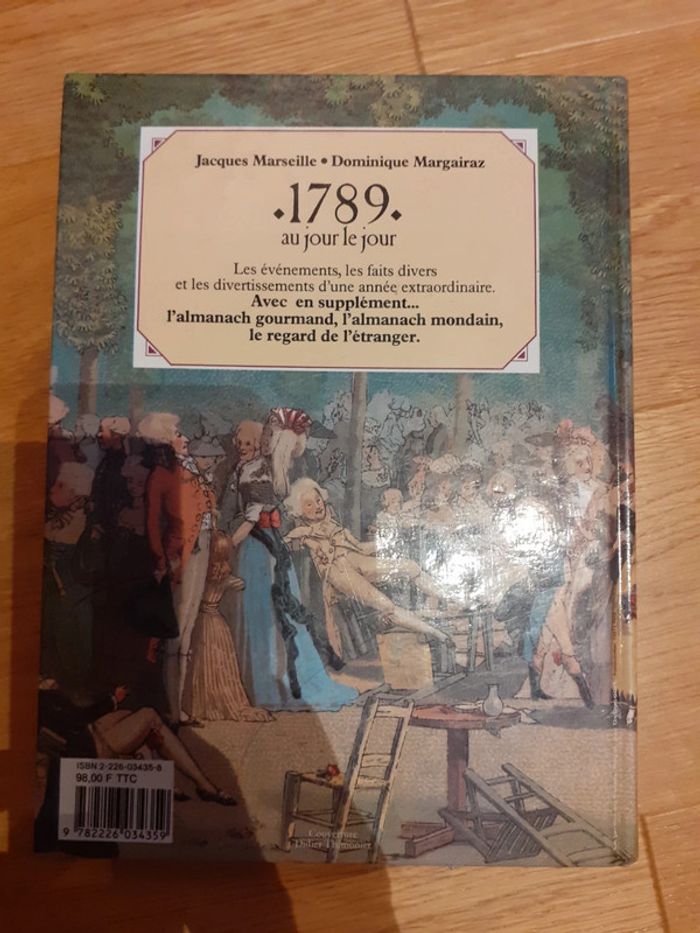 Jacques Marseille • Dominique Margairaz
.1789.
au jour le jour
Les événements, les faits divers
et les divertissements d'une année extraordinaire.
Avec en supplément...
l'almanach gourmand, l'almanach mondain,
le regard de l'étranger.
ISBN 2-226-03435-8
98,00 F TTC
9 782226 034359
Couverture
Didier Thimonier